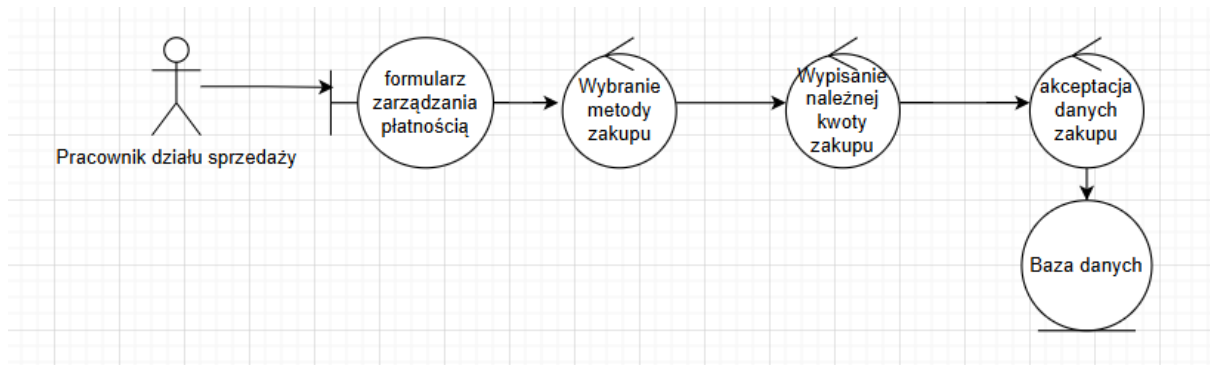 Pracownik działu sprzedaży
formularz
zarządzania
płatnością
Wybranie
metody
zakupu
Wypisanie
należnej
kwoty
zakupu
akceptacja
danych
zakupu
Baza danych